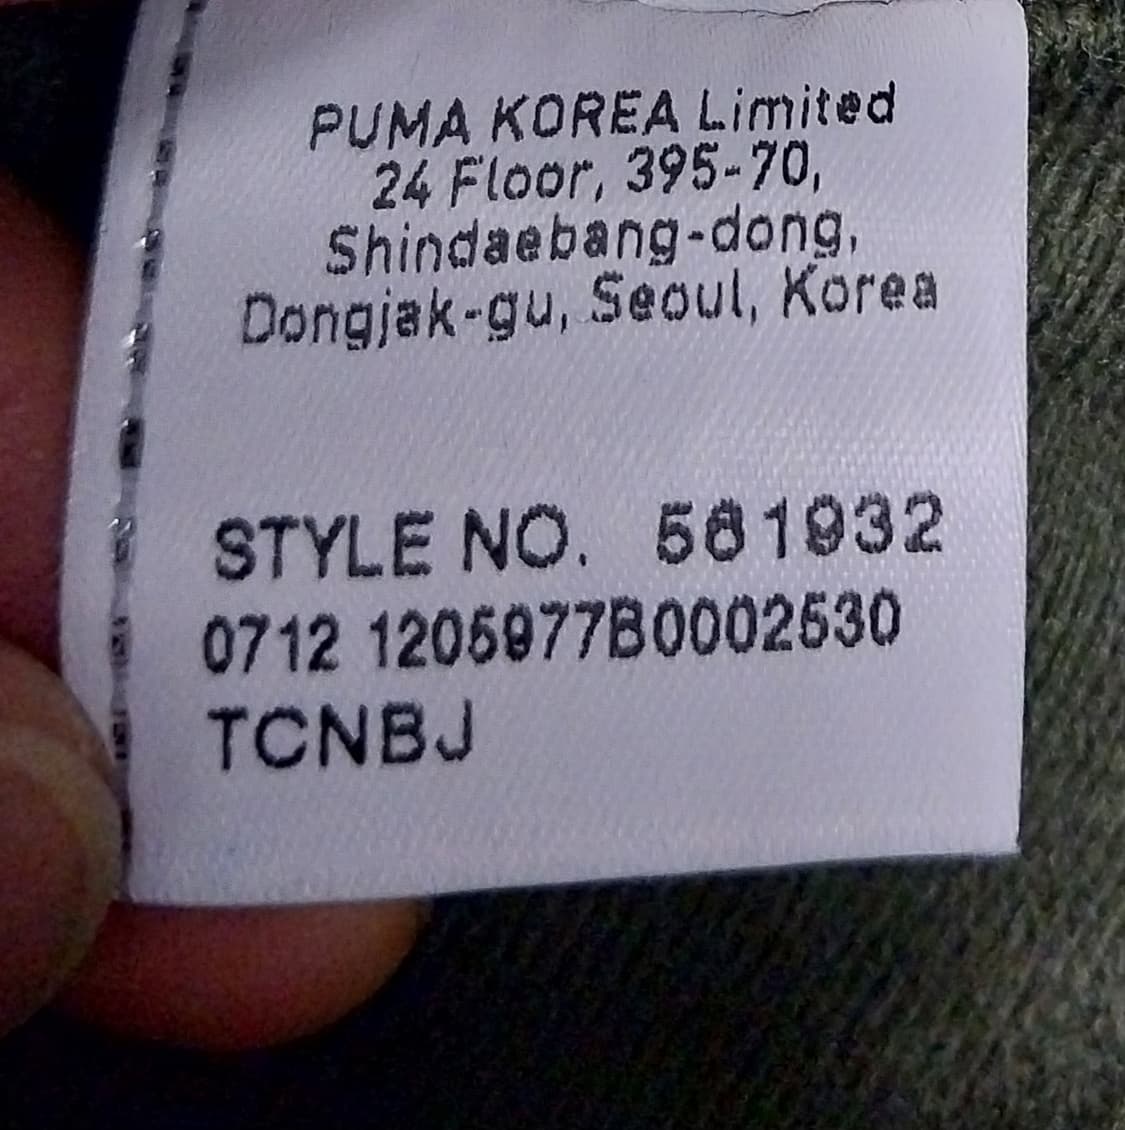 PUMA KOREA Limited
24 Floor, 395-70,
Shindaebang-dong,
Dongjak-gu, Seoul, Korea
STYLE NO. 581932
0712 1205977B0002530
TCNBJ